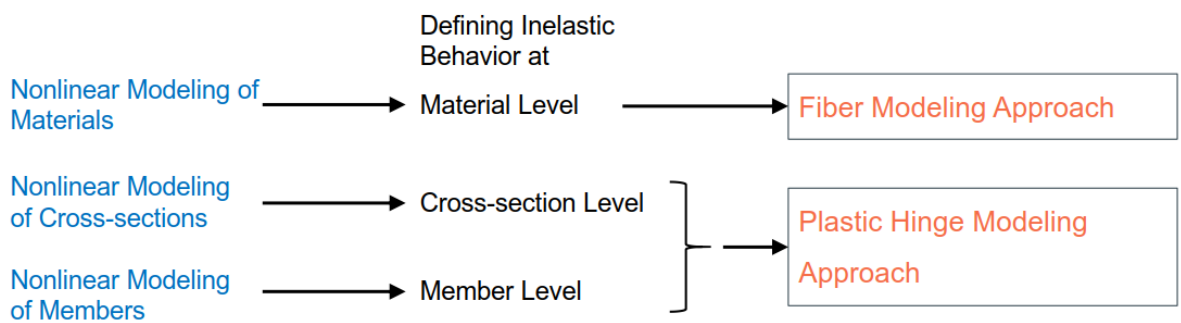 Defining Inelastic
Behavior at
Nonlinear Modeling of
Materials
Material Level
Fiber Modeling Approach
Nonlinear Modeling
of Cross-sections
Cross-section Level
Plastic Hinge Modeling
Approach
Nonlinear Modeling
of Members
Member Level